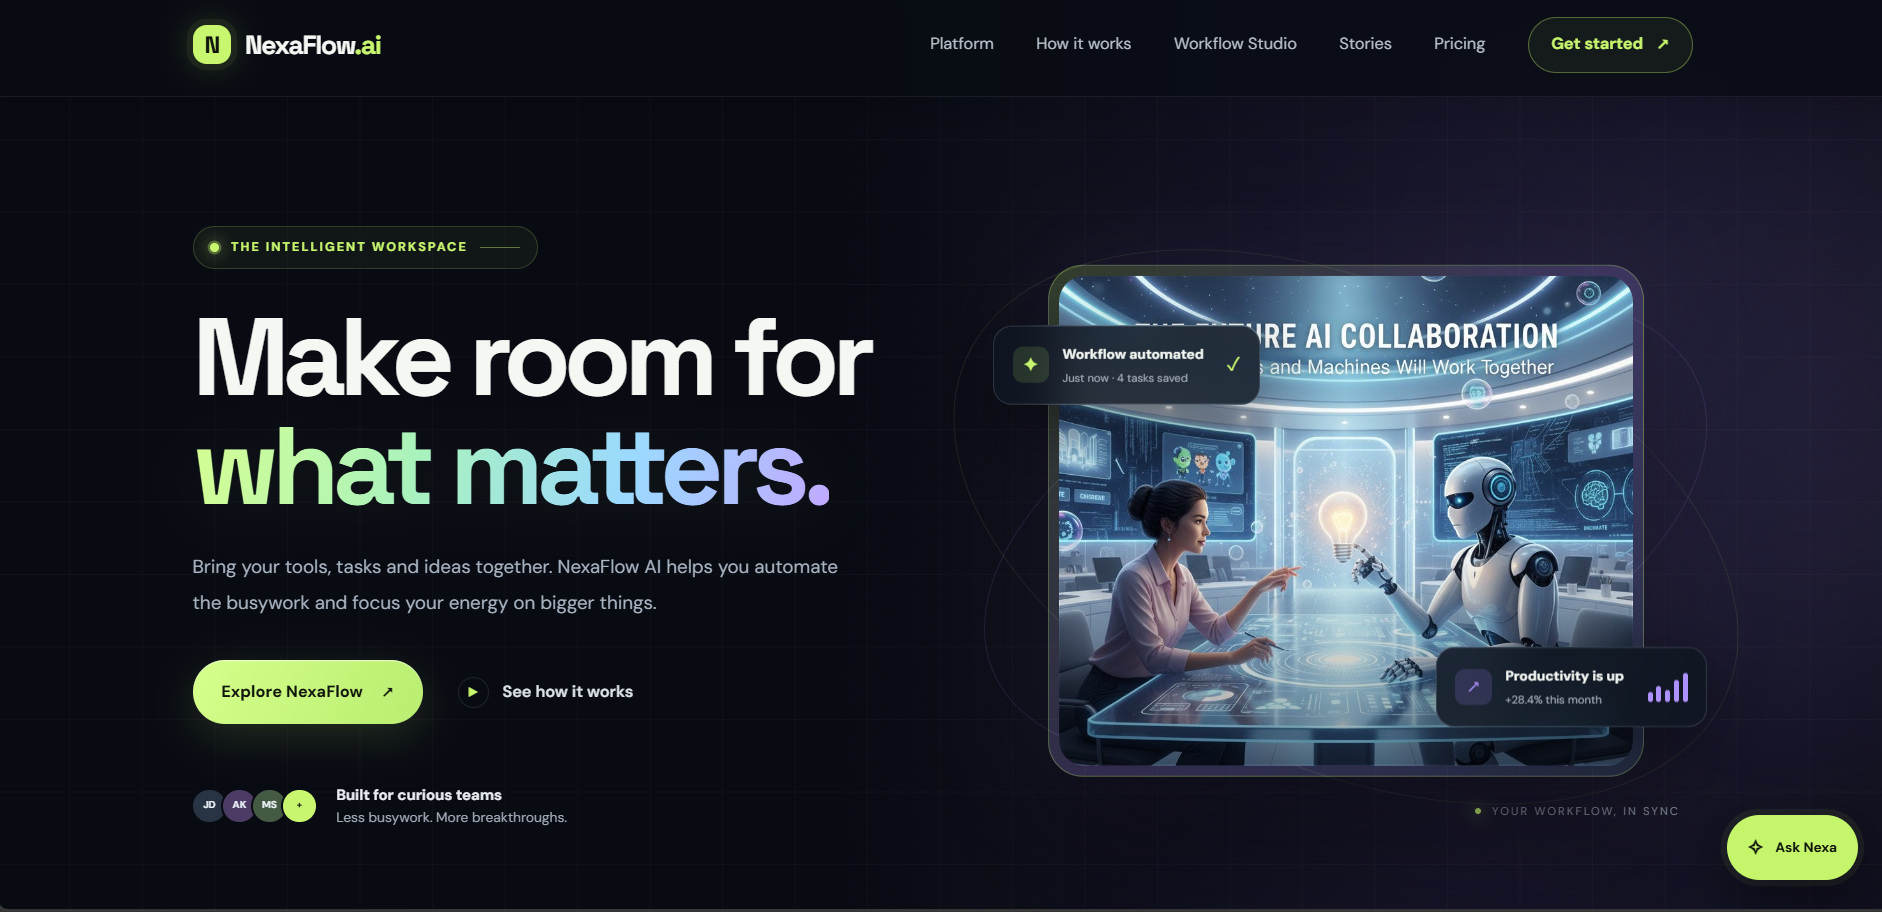 N NexaFlow.ai
Platform
How it works
Workflow Studio
Stories
Pricing
Get started ↗
THE INTELLIGENT WORKSPACE
Make room for
what matters.
Bring your tools, tasks and ideas together. NexaFlow AI helps you automate
the busywork and focus your energy on bigger things.
Explore NexaFlow ↗
See how it works
JD AK MS +
Built for curious teams
Less busywork. More breakthroughs.
AI COLLABORATION
and Machines Will Work Together
Workflow automated
Just now · 4 tasks saved
Productivity is up
+28.4% this month
YOUR WORKFLOW, IN SYNC
Ask Nexa